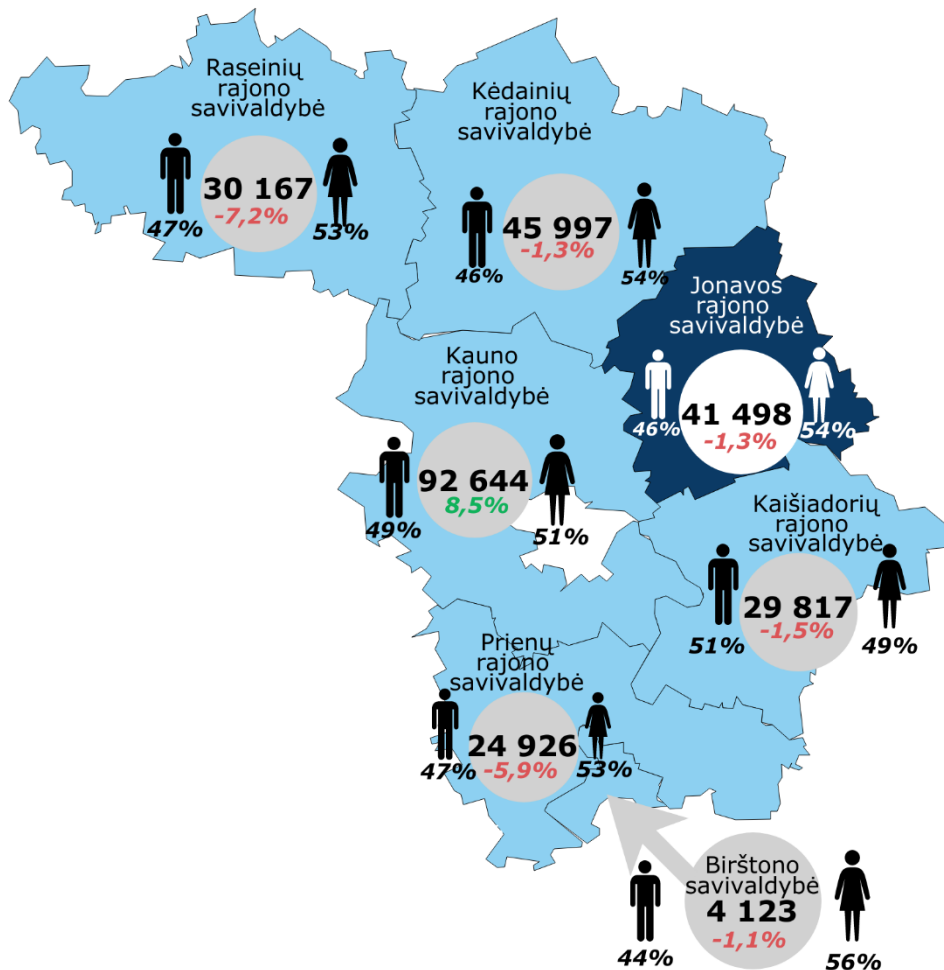 Raseinių
rajono
savivaldybė
30 167
-7,2%
47%
53%
Kėdainių
rajono
savivaldybė
45 997
-1,3%
46%
54%
Jonavos
rajono
savivaldybė
41 498
-1,3%
46%
54%
Kauno
rajono
savivaldybė
92 644
8,5%
49%
51%
Kaišiadorių
rajono
savivaldybė
29 817
-1,5%
51%
49%
Prienų
rajono
savivaldybė
24 926
-5,9%
47%
53%
Birštono
savivaldybė
4 123
-1,1%
44%
56%